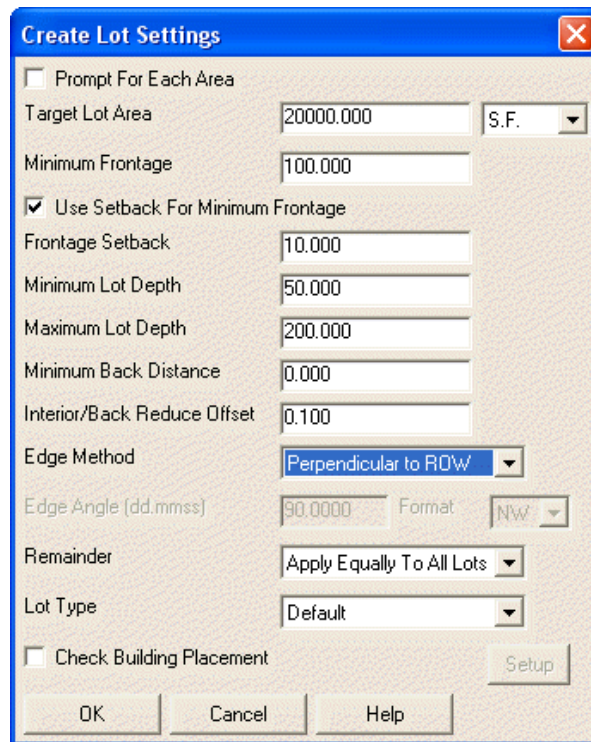 Create Lot Settings
Prompt For Each Area
Target Lot Area 20000.000 S.F.
Minimum Frontage 100.000
Use Setback For Minimum Frontage
Frontage Setback 10.000
Minimum Lot Depth 50.000
Maximum Lot Depth 200.000
Minimum Back Distance 0.000
Interior/Back Reduce Offset 0.100
Edge Method Perpendicular to ROW
Edge Angle (dd.mmss) 90.0000 Format NW
Remainder Apply Equally To All Lots
Lot Type Default
Check Building Placement Setup
OK Cancel Help